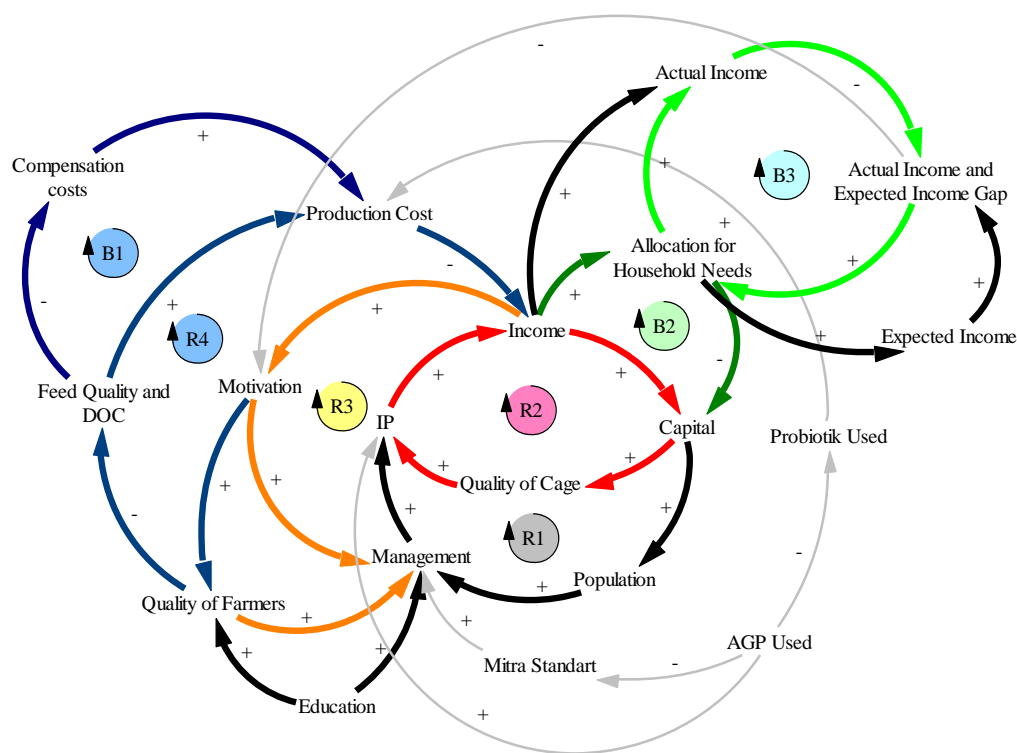 -
Actual Income
-
+
Compensation
costs
+
B3
Actual Income and
Expected Income Gap
+
Production Cost
+
B1
-
Allocation for
Household Needs
+
+
-
+
+
R4
+
Income
B2
+
Expected Income
+
-
Feed Quality and
DOC
Motivation
R3
+
R2
IP
Capital
Probiotik Used
+
+
Quality of Cage
+
+
-
+
+
R1
-
Management
+
Population
Quality of Farmers
+
+
AGP Used
+
+
Mitra Standart
-
Education
+